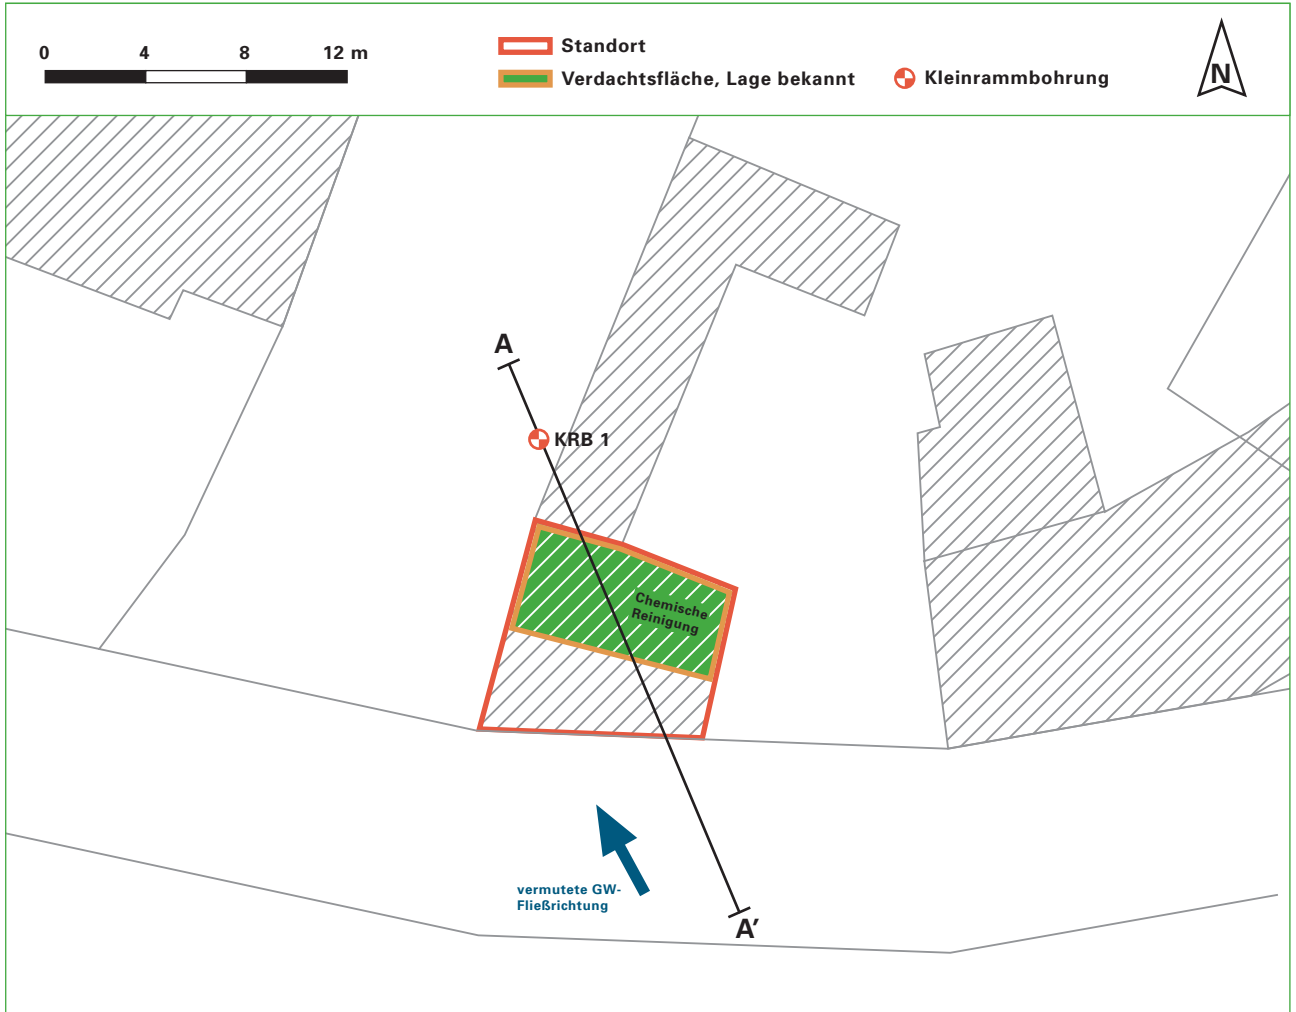 0 4 8 12 m
Standort
Verdachtsfläche, Lage bekannt
Kleinrammbohrung
N
A
KRB 1
Chemische
Reinigung
vermutete GW-
Fließrichtung
A′